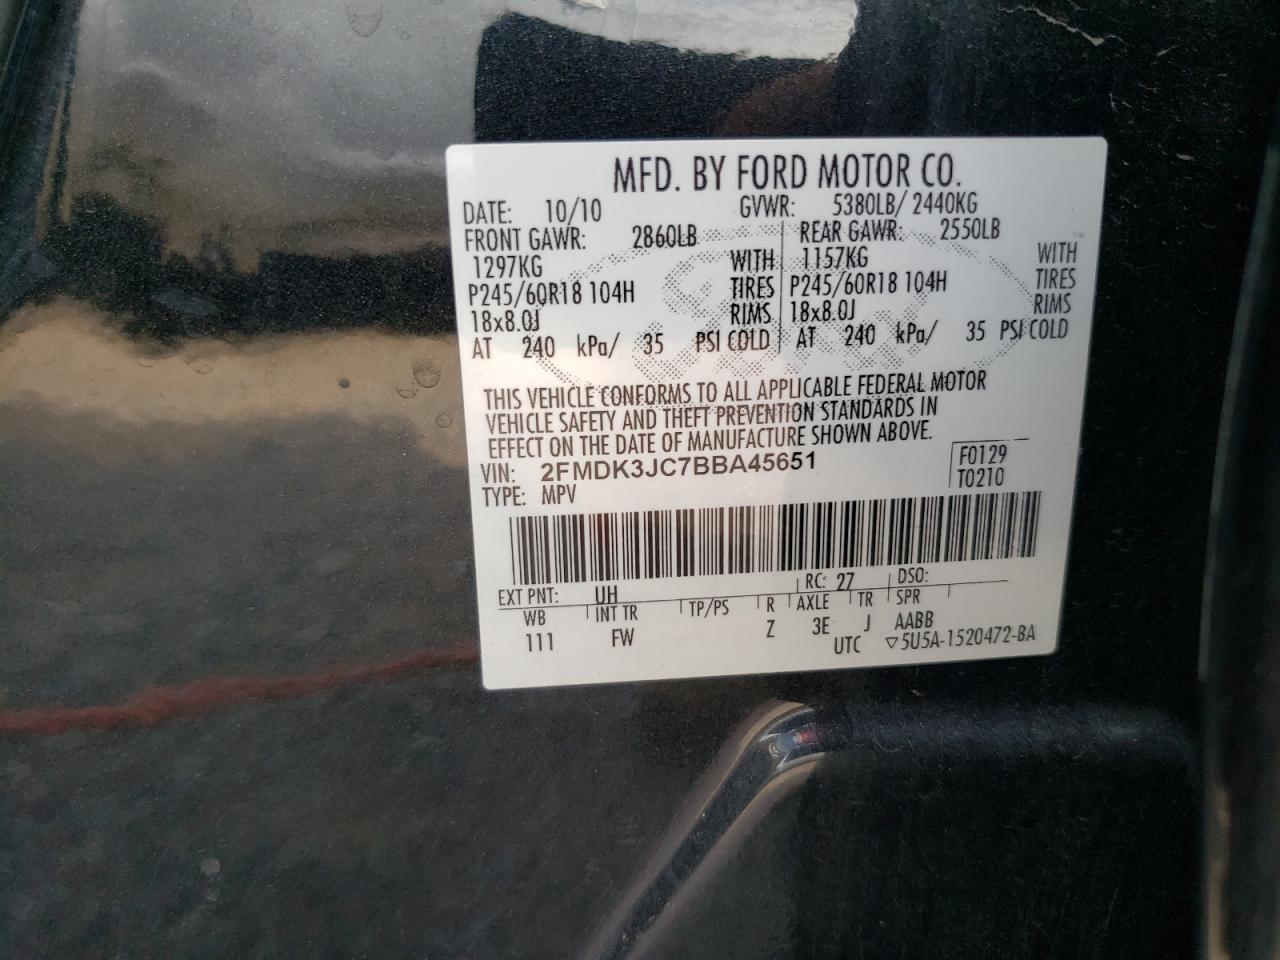 MFD. BY FORD MOTOR CO.
DATE: 10/10 GVWR: 5380LB/ 2440KG
FRONT GAWR: 2860LB REAR GAWR: 2550LB
1297KG WITH 1157KG WITH
P245/60R18 104H TIRES P245/60R18 104H TIRES
18x8.0J RIMS 18x8.0J RIMS
AT 240 kPa/ 35 PSI COLD AT 240 kPa/ 35 PSI COLD
THIS VEHICLE CONFORMS TO ALL APPLICABLE FEDERAL MOTOR
VEHICLE SAFETY AND THEFT PREVENTION STANDARDS IN
EFFECT ON THE DATE OF MANUFACTURE SHOWN ABOVE.
VIN: 2FMDK3JC7BBA45651 F0129
TYPE: MPV T0210
EXT PNT: UH RC: 27 DSO:
WB INT TR TP/PS R AXLE TR SPR
111 FW Z 3E J AABB
UTC ▽5U5A-1520472-BA